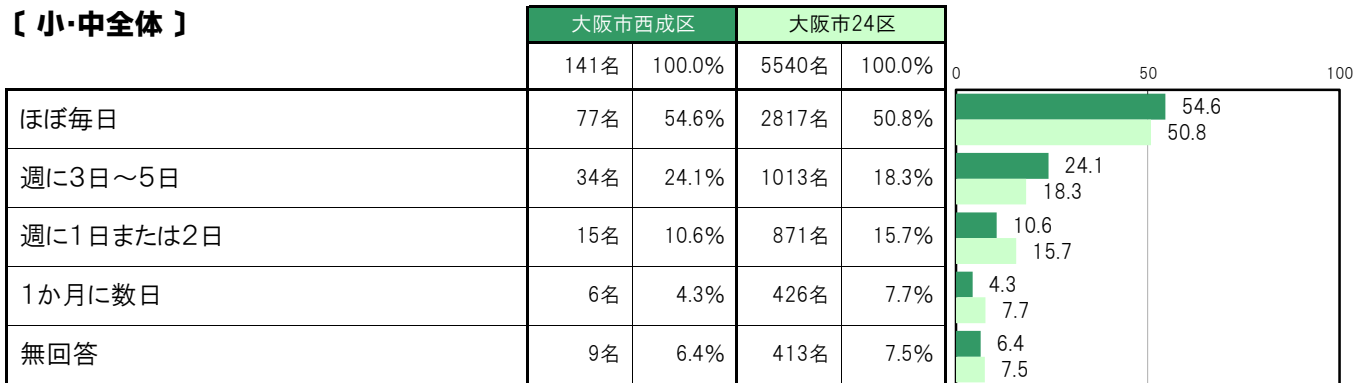 〔 小・中全体 〕
大阪市西成区 大阪市24区
141名 100.0% 5540名 100.0% 0 50 100
ほぼ毎日 77名 54.6% 2817名 50.8% 54.6
50.8
週に3日～5日 34名 24.1% 1013名 18.3% 24.1
18.3
週に1日または2日 15名 10.6% 871名 15.7% 10.6
15.7
1か月に数日 6名 4.3% 426名 7.7% 4.3
7.7
無回答 9名 6.4% 413名 7.5% 6.4
7.5